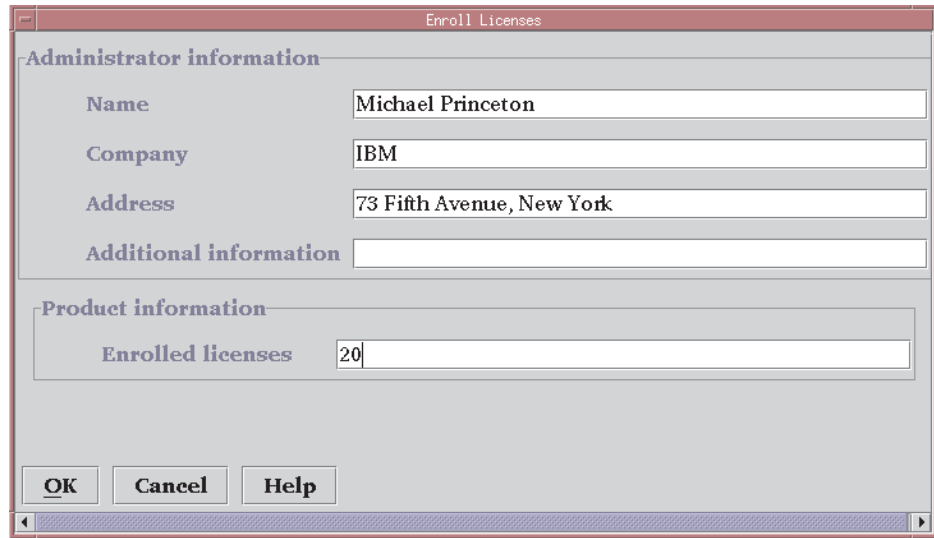 Enroll Licenses
Administrator information
Name Michael Princeton
Company IBM
Address 73 Fifth Avenue, New York
Additional information
Product information
Enrolled licenses 20
OK Cancel Help